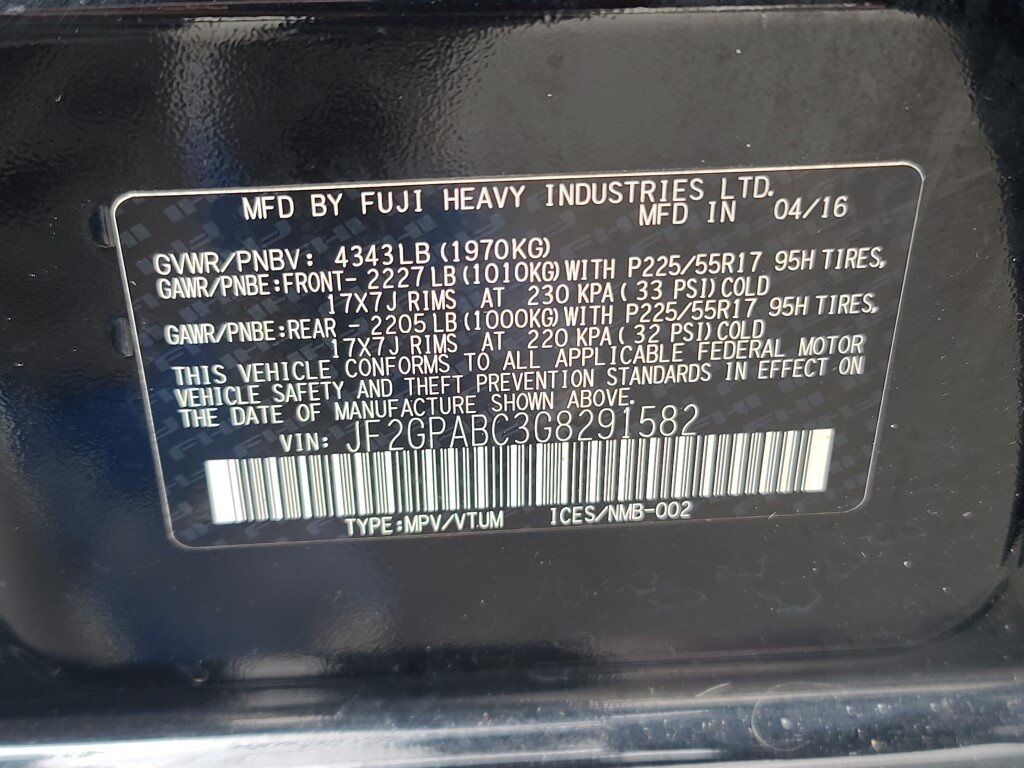 MFD BY FUJI HEAVY INDUSTRIES LTD.
MFD IN 04/16
GVWR/PNBV: 4343LB (1970KG)
GAWR/PNBE:FRONT- 2227 LB (1010KG) WITH P225/55R17 95H TIRES,
17X7J RIMS AT 230 KPA( 33 PSI) COLD
GAWR/PNBE:REAR - 2205 LB (1000KG) WITH P225/55R17 95H TIRES,
17X7J RIMS AT 220 KPA( 32 PSI) COLD
THIS VEHICLE CONFORMS TO ALL APPLICABLE FEDERAL MOTOR
VEHICLE SAFETY AND THEFT PREVENTION STANDARDS IN EFFECT ON
THE DATE OF MANUFACTURE SHOWN ABOVE.
VIN: JF2GPABC3G8291582
TYPE:MPV/VTUM ICES/NMB-002